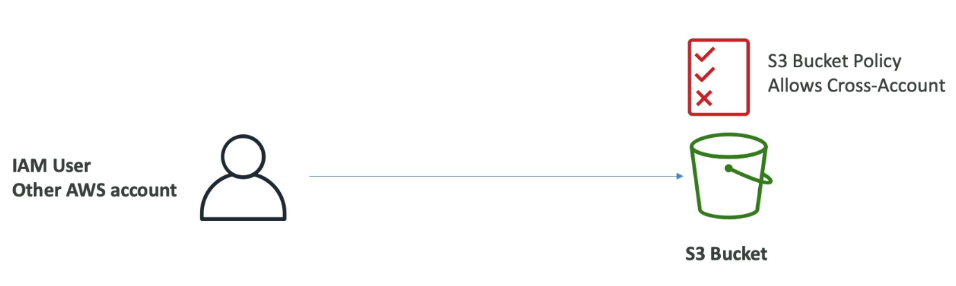 S3 Bucket Policy
Allows Cross-Account
IAM User
Other AWS account
S3 Bucket